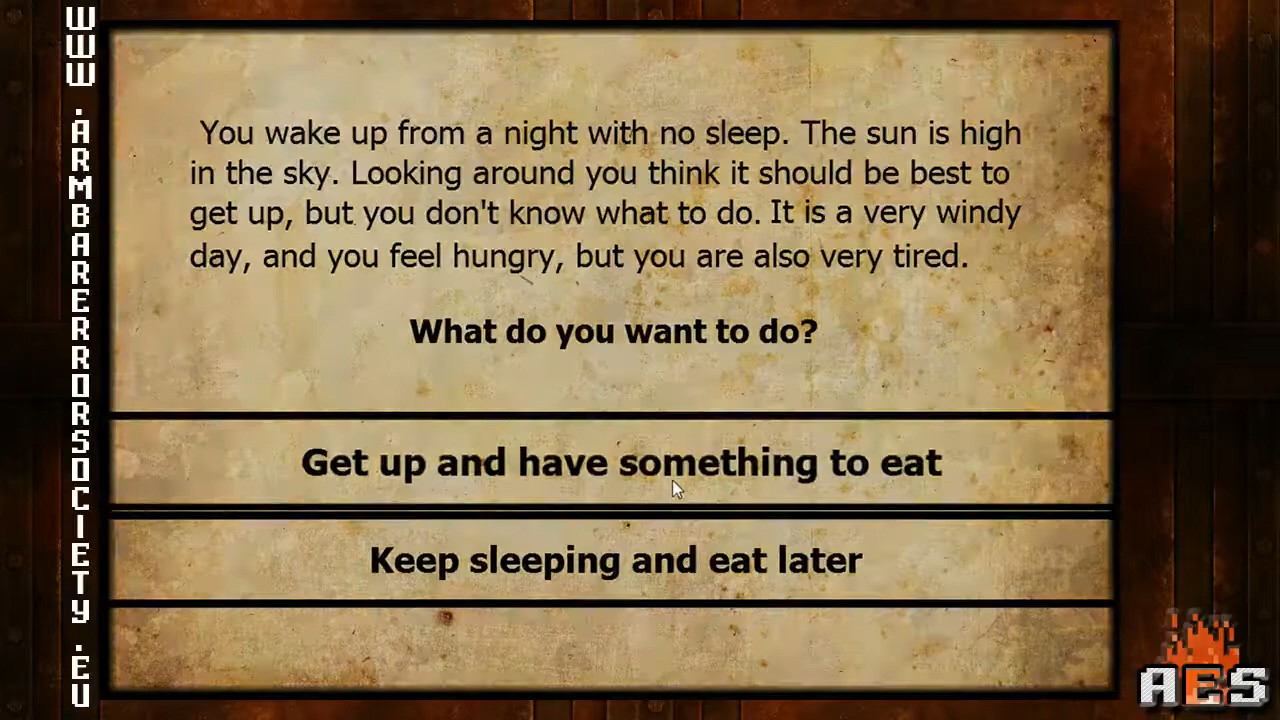 WWW.ARMBARERRORSOCIETY.EU
You wake up from a night with no sleep. The sun is high
in the sky. Looking around you think it should be best to
get up, but you don't know what to do. It is a very windy
day, and you feel hungry, but you are also very tired.
What do you want to do?
Get up and have something to eat
Keep sleeping and eat later
AES